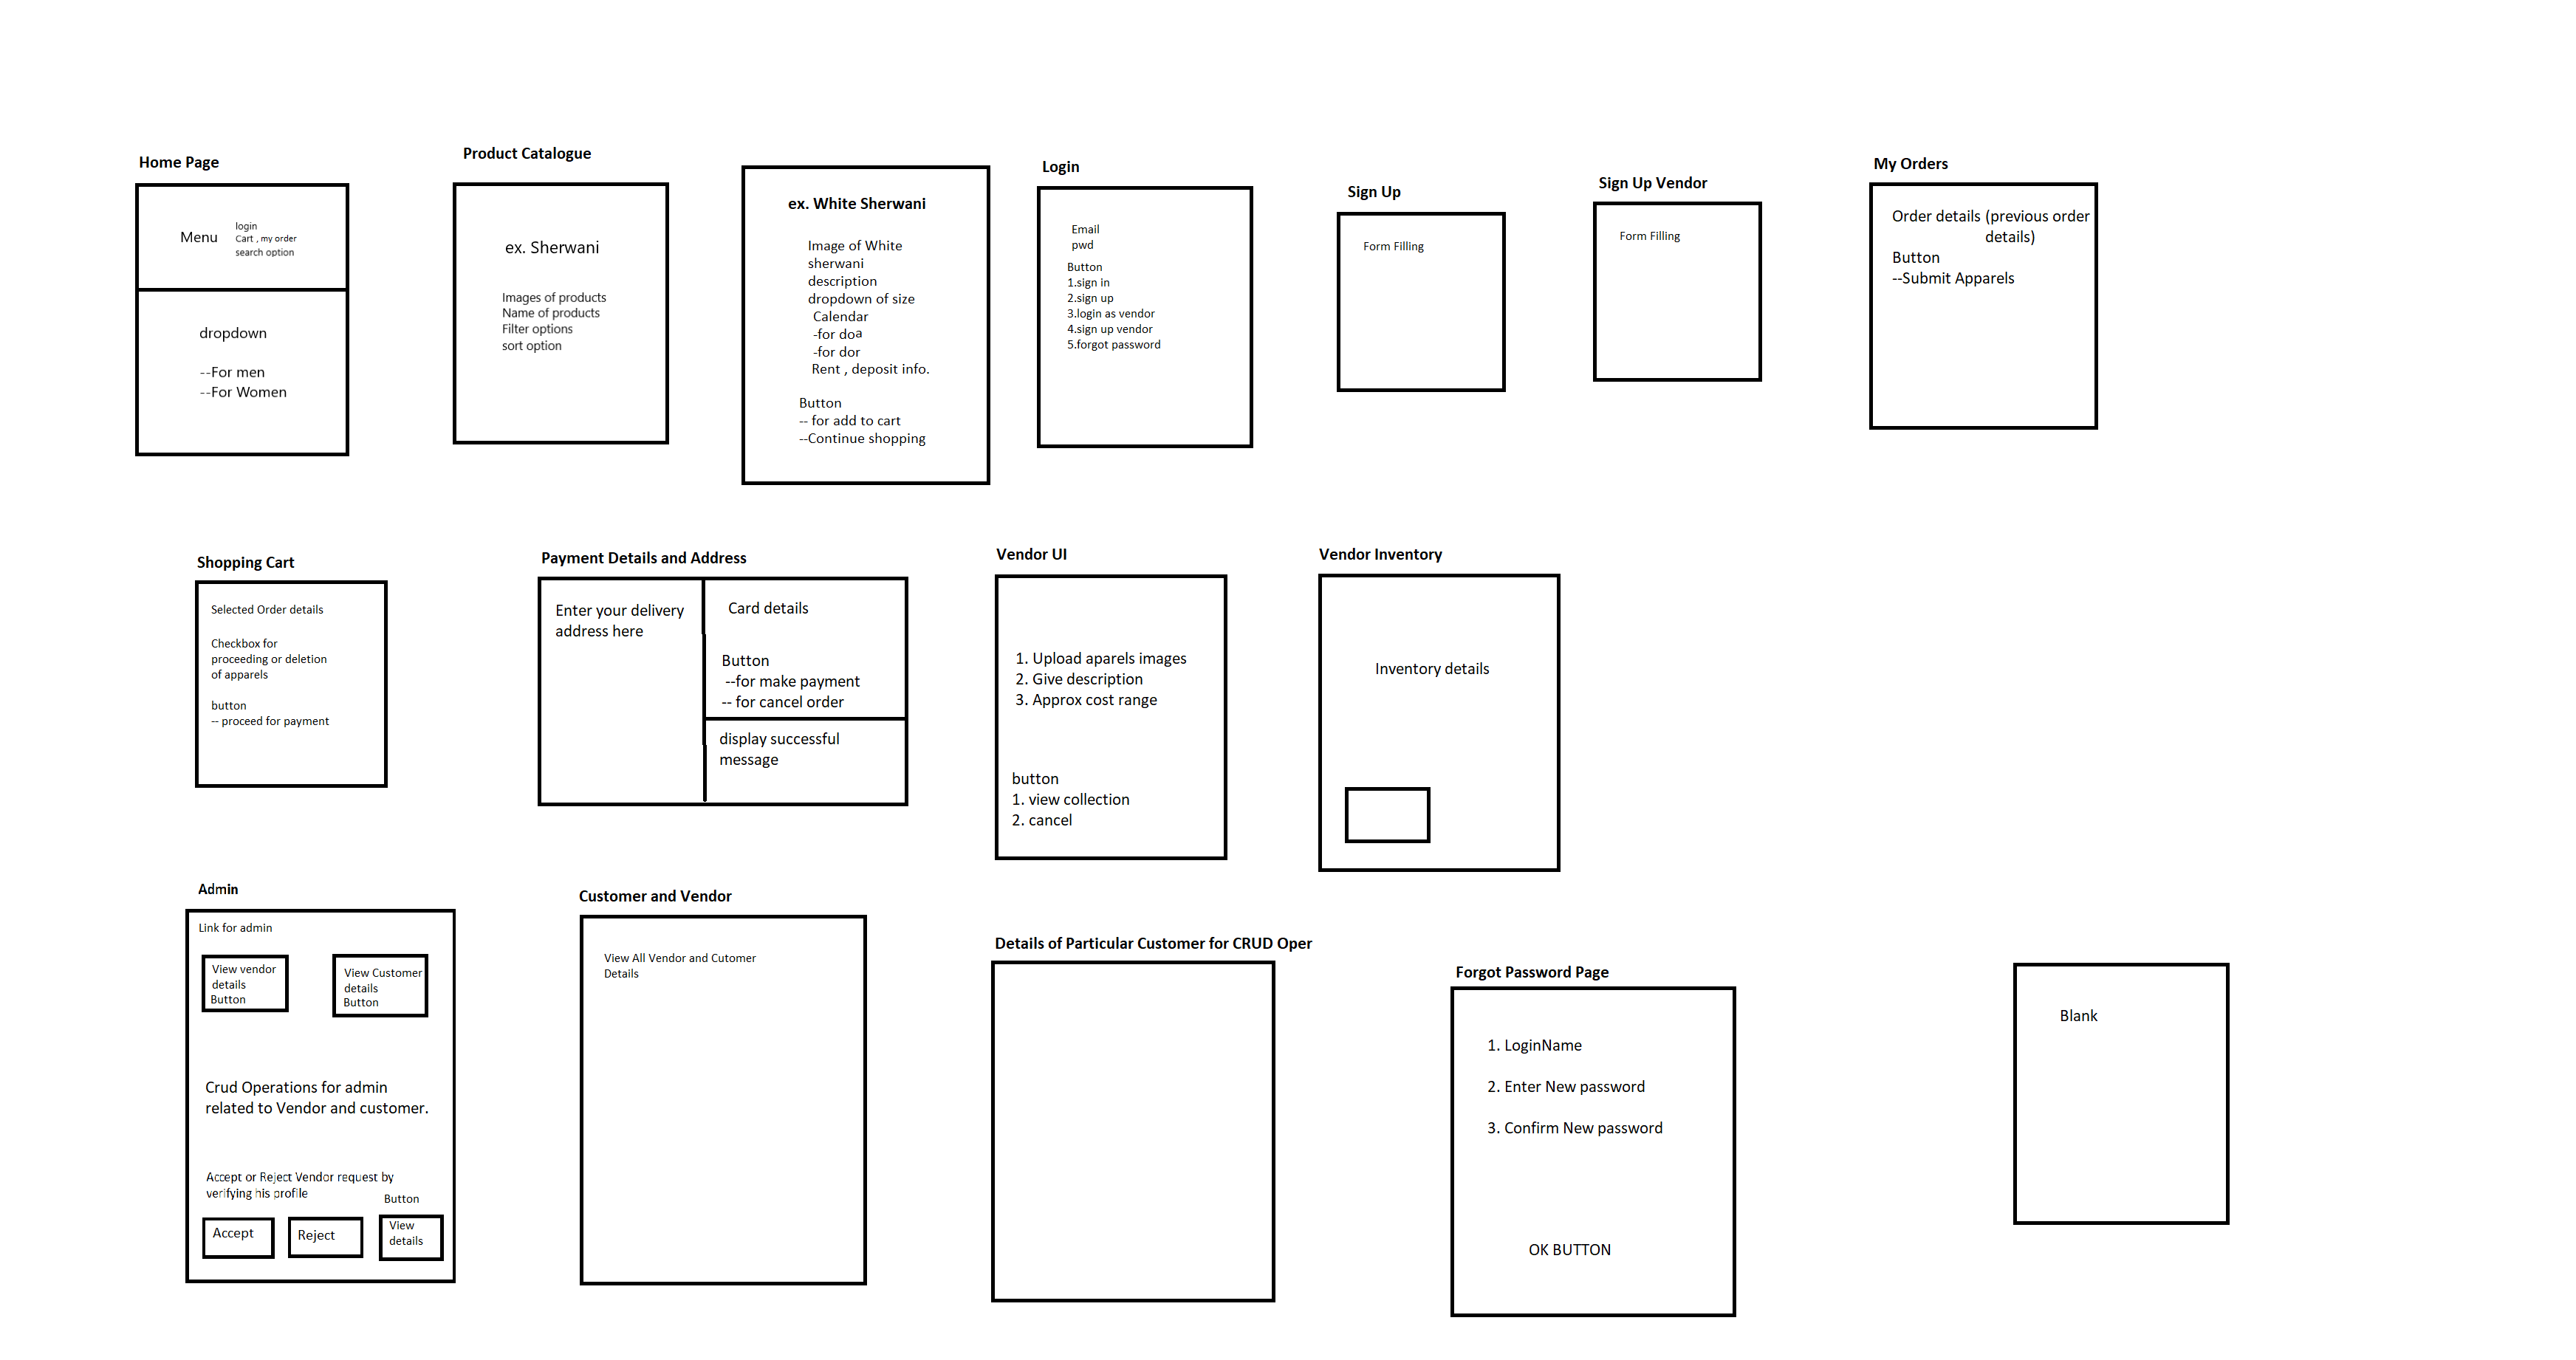 Home Page
Menu
login
Cart , my order
search option
dropdown
--For men
--For Women
Product Catalogue
ex. Sherwani
Images of products
Name of products
Filter options
sort option
ex. White Sherwani
Image of White
sherwani
description
dropdown of size
Calendar
-for doa
-for dor
Rent , deposit info.
Button
-- for add to cart
--Continue shopping
Login
Email
pwd
Button
1.sign in
2.sign up
3.login as vendor
4.sign up vendor
5.forgot password
Sign Up
Form Filling
Sign Up Vendor
Form Filling
My Orders
Order details (previous order
details)
Button
--Submit Apparels
Shopping Cart
Selected Order details
Checkbox for
proceeding or deletion
of apparels
button
-- proceed for payment
Payment Details and Address
Enter your delivery
address here
Card details
Button
--for make payment
-- for cancel order
display successful
message
Vendor UI
1. Upload aparels images
2. Give description
3. Approx cost range
button
1. view collection
2. cancel
Vendor Inventory
Inventory details
Admin
Link for admin
View vendor
details
Button
View Customer
details
Button
Crud Operations for admin
related to Vendor and customer.
Accept or Reject Vendor request by
verifying his profile
Button
Accept
Reject
View
details
Customer and Vendor
View All Vendor and Cutomer
Details
Details of Particular Customer for CRUD Oper
Forgot Password Page
1. LoginName
2. Enter New password
3. Confirm New password
OK BUTTON
Blank